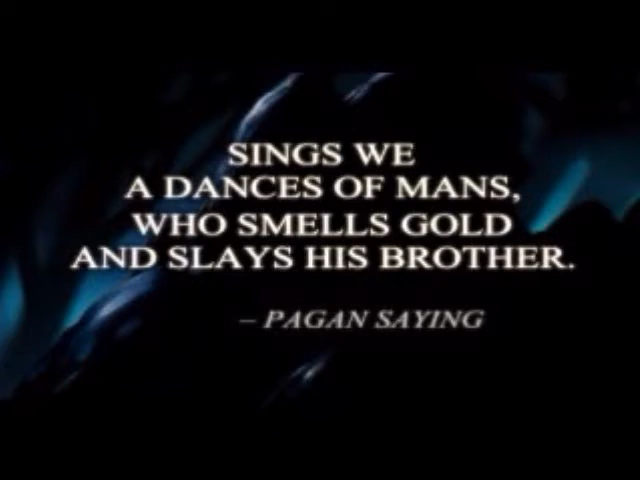 SINGS WE
A DANCES OF MANS,
WHO SMELLS GOLD
AND SLAYS HIS BROTHER.
– PAGAN SAYING